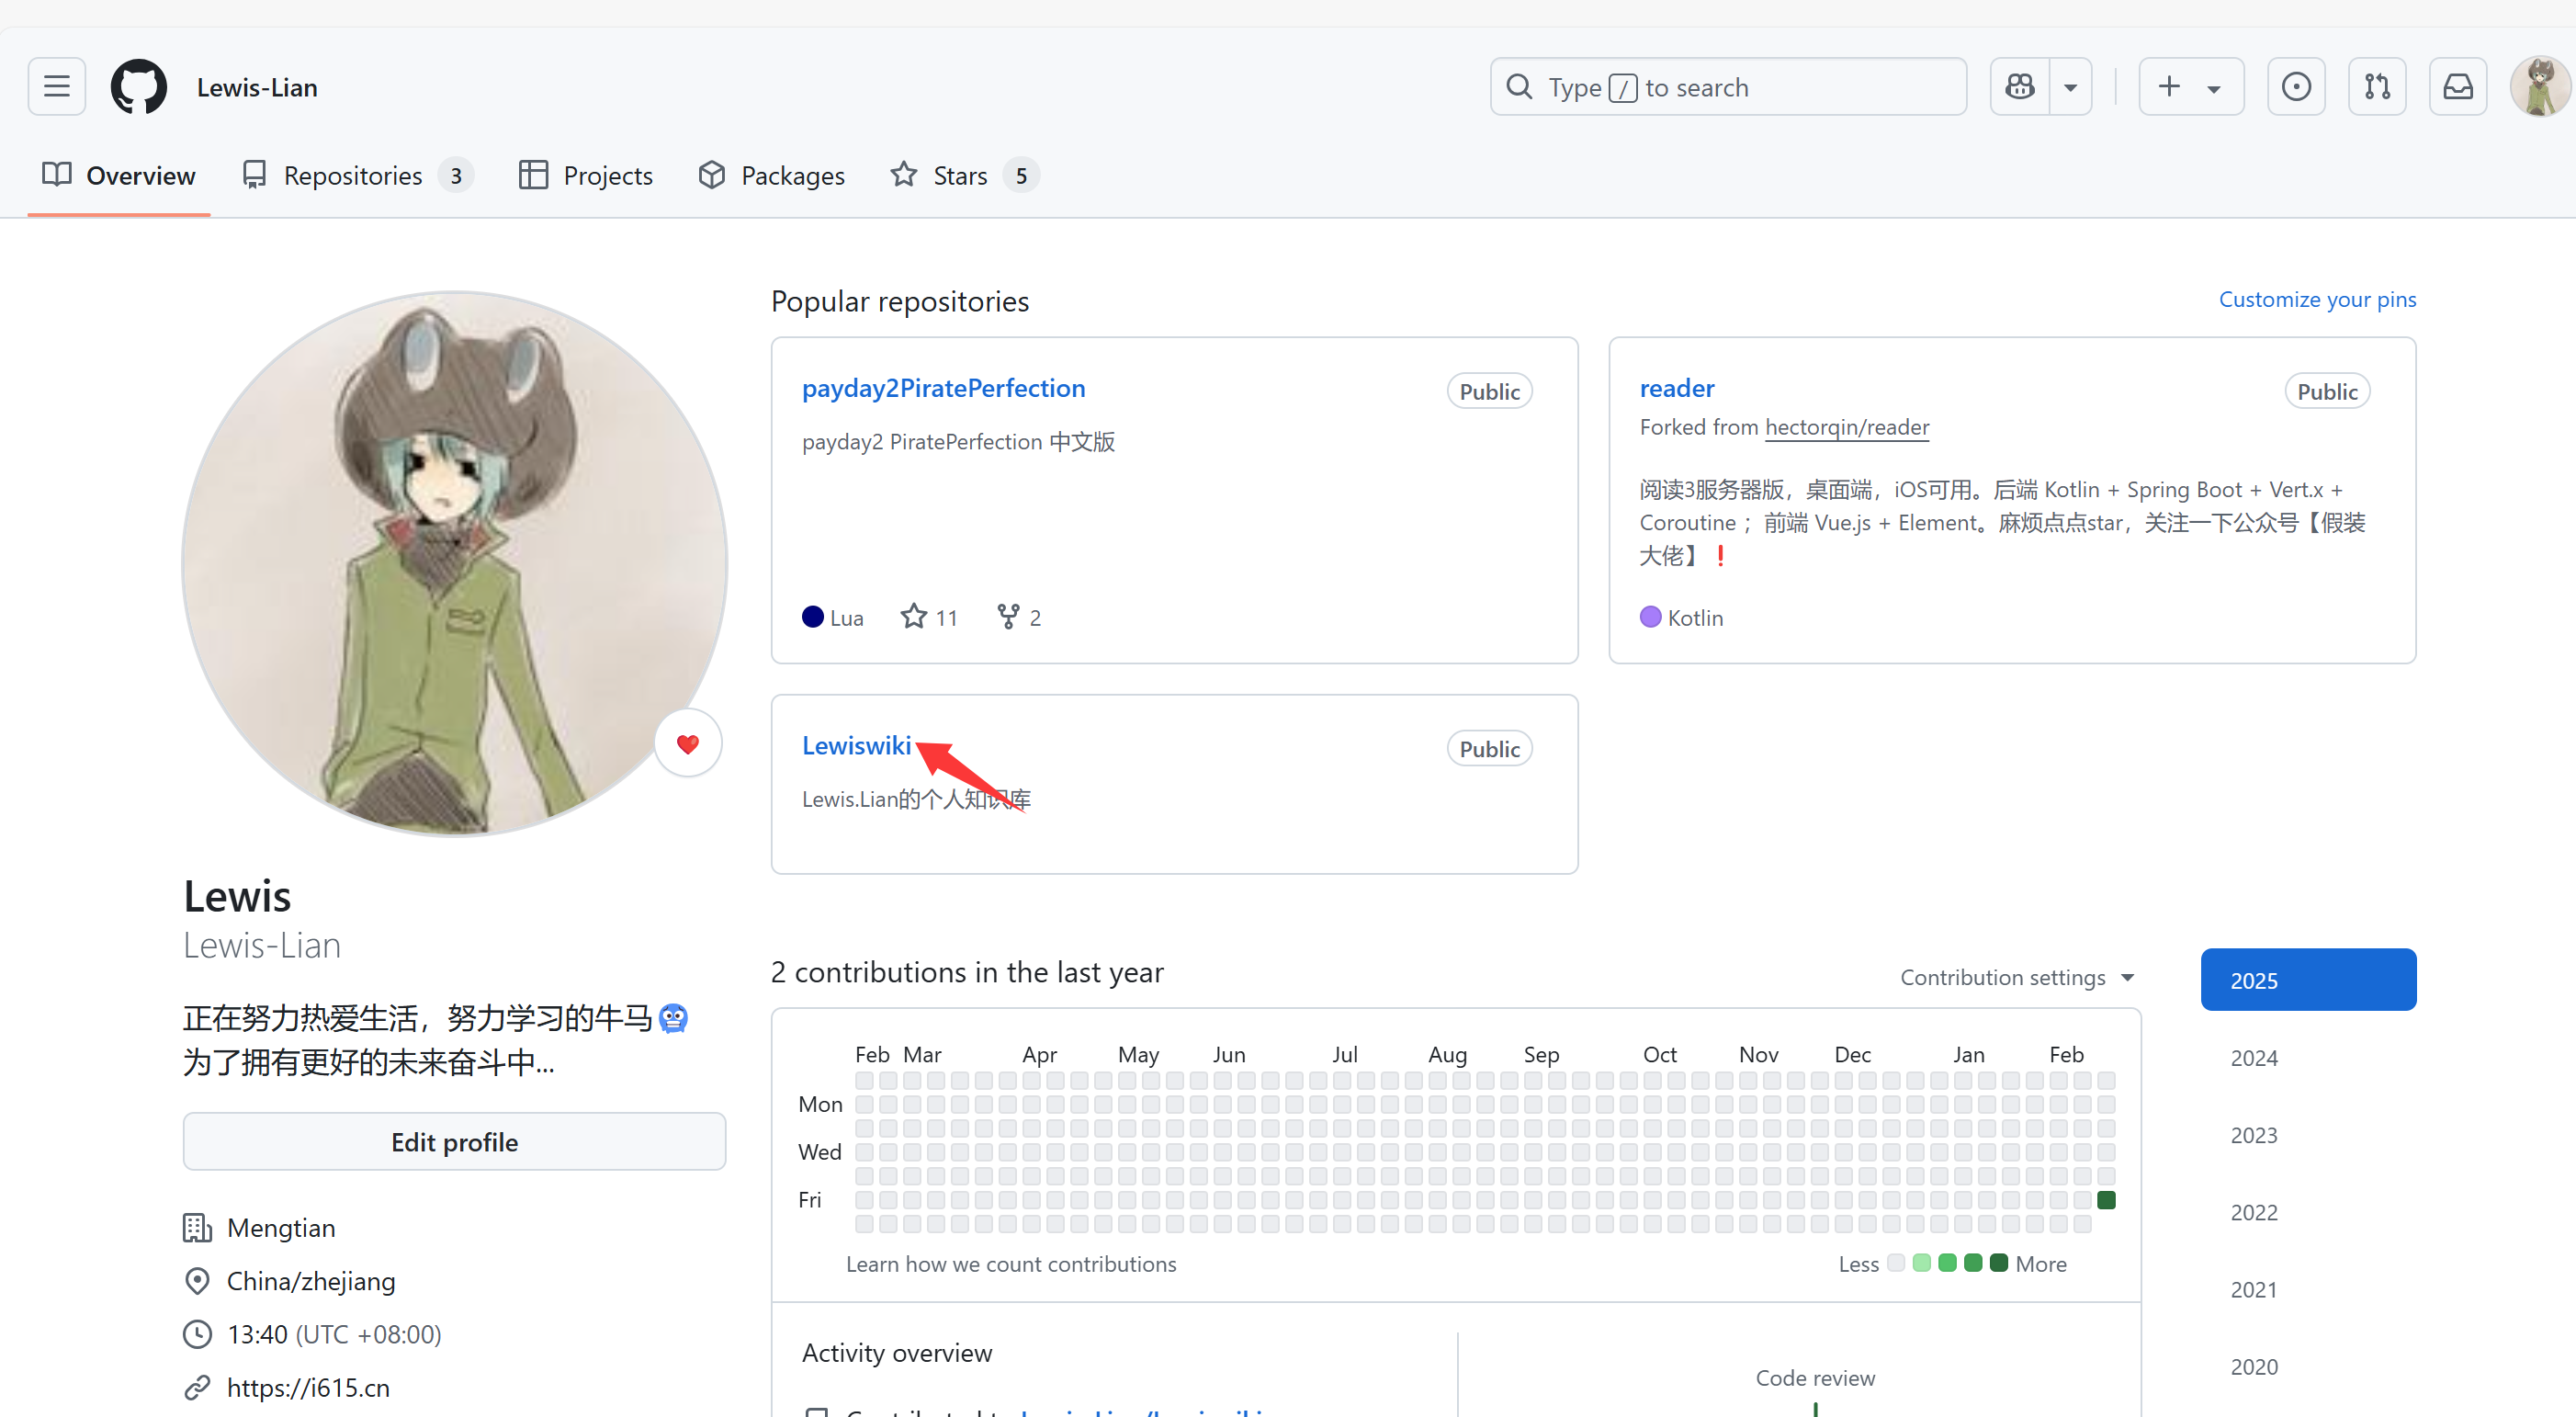 Lewis-Lian
Type / to search
Overview
Repositories 3
Projects
Packages
Stars 5
Popular repositories
Customize your pins
payday2PiratePerfection
Public
payday2 PiratePerfection 中文版
Lua
11
2
reader
Public
Forked from hectorqin/reader
阅读3服务器版，桌面端，iOS可用。后端 Kotlin + Spring Boot + Vert.x +
Coroutine ；前端 Vue.js + Element。麻烦点点star，关注一下公众号【假装
大佬】❗
Kotlin
Lewiswiki
Public
Lewis.Lian的个人知识库
Lewis
Lewis-Lian
正在努力热爱生活，努力学习的牛马🥶
为了拥有更好的未来奋斗中...
Edit profile
Mengtian
China/zhejiang
13:40 (UTC +08:00)
https://i615.cn
2 contributions in the last year
Contribution settings
Feb Mar Apr May Jun Jul Aug Sep Oct Nov Dec Jan Feb
Mon
Wed
Fri
Learn how we count contributions
Less More
2025
2024
2023
2022
2021
2020
Activity overview
Code review